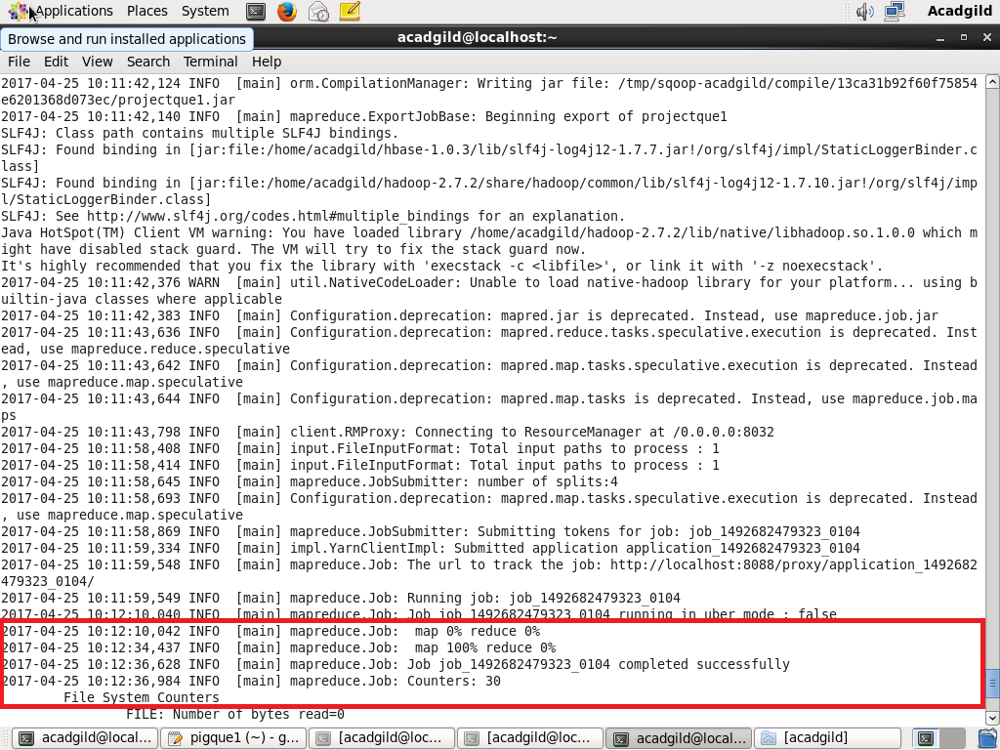 Applications Places System Acadgild
Browse and run installed applications
acadgild@localhost:~
File Edit View Search Terminal Help
2017-04-25 10:11:42,124 INFO  [main] orm.CompilationManager: Writing jar file: /tmp/sqoop-acadgild/compile/13ca31b92f60f75854
e6201368d073ec/projectque1.jar
2017-04-25 10:11:42,140 INFO  [main] mapreduce.ExportJobBase: Beginning export of projectque1
SLF4J: Class path contains multiple SLF4J bindings.
SLF4J: Found binding in [jar:file:/home/acadgild/hbase-1.0.3/lib/slf4j-log4j12-1.7.7.jar!/org/slf4j/impl/StaticLoggerBinder.c
lass]
SLF4J: Found binding in [jar:file:/home/acadgild/hadoop-2.7.2/share/hadoop/common/lib/slf4j-log4j12-1.7.10.jar!/org/slf4j/imp
l/StaticLoggerBinder.class]
SLF4J: See http://www.slf4j.org/codes.html#multiple_bindings for an explanation.
Java HotSpot(TM) Client VM warning: You have loaded library /home/acadgild/hadoop-2.7.2/lib/native/libhadoop.so.1.0.0 which m
ight have disabled stack guard. The VM will try to fix the stack guard now.
It's highly recommended that you fix the library with 'execstack -c <libfile>', or link it with '-z noexecstack'.
2017-04-25 10:11:42,376 WARN  [main] util.NativeCodeLoader: Unable to load native-hadoop library for your platform... using b
uiltin-java classes where applicable
2017-04-25 10:11:42,383 INFO  [main] Configuration.deprecation: mapred.jar is deprecated. Instead, use mapreduce.job.jar
2017-04-25 10:11:43,636 INFO  [main] Configuration.deprecation: mapred.reduce.tasks.speculative.execution is deprecated. Inst
ead, use mapreduce.reduce.speculative
2017-04-25 10:11:43,642 INFO  [main] Configuration.deprecation: mapred.map.tasks.speculative.execution is deprecated. Instead
, use mapreduce.map.speculative
2017-04-25 10:11:43,644 INFO  [main] Configuration.deprecation: mapred.map.tasks is deprecated. Instead, use mapreduce.job.ma
ps
2017-04-25 10:11:43,798 INFO  [main] client.RMProxy: Connecting to ResourceManager at /0.0.0.0:8032
2017-04-25 10:11:58,408 INFO  [main] input.FileInputFormat: Total input paths to process : 1
2017-04-25 10:11:58,414 INFO  [main] input.FileInputFormat: Total input paths to process : 1
2017-04-25 10:11:58,645 INFO  [main] mapreduce.JobSubmitter: number of splits:4
2017-04-25 10:11:58,693 INFO  [main] Configuration.deprecation: mapred.map.tasks.speculative.execution is deprecated. Instead
, use mapreduce.map.speculative
2017-04-25 10:11:58,869 INFO  [main] mapreduce.JobSubmitter: Submitting tokens for job: job_1492682479323_0104
2017-04-25 10:11:59,334 INFO  [main] impl.YarnClientImpl: Submitted application application_1492682479323_0104
2017-04-25 10:11:59,548 INFO  [main] mapreduce.Job: The url to track the job: http://localhost:8088/proxy/application_1492682
479323_0104/
2017-04-25 10:11:59,549 INFO  [main] mapreduce.Job: Running job: job_1492682479323_0104
2017-04-25 10:12:10,040 INFO  [main] mapreduce.Job: Job job_1492682479323_0104 running in uber mode : false
2017-04-25 10:12:10,042 INFO  [main] mapreduce.Job:  map 0% reduce 0%
2017-04-25 10:12:34,437 INFO  [main] mapreduce.Job:  map 100% reduce 0%
2017-04-25 10:12:36,628 INFO  [main] mapreduce.Job: Job job_1492682479323_0104 completed successfully
2017-04-25 10:12:36,984 INFO  [main] mapreduce.Job: Counters: 30
File System Counters
FILE: Number of bytes read=0
acadgild@local... pigque1 (~) - g... [acadgild@loc... [acadgild@loc... acadgild@local... [acadgild]